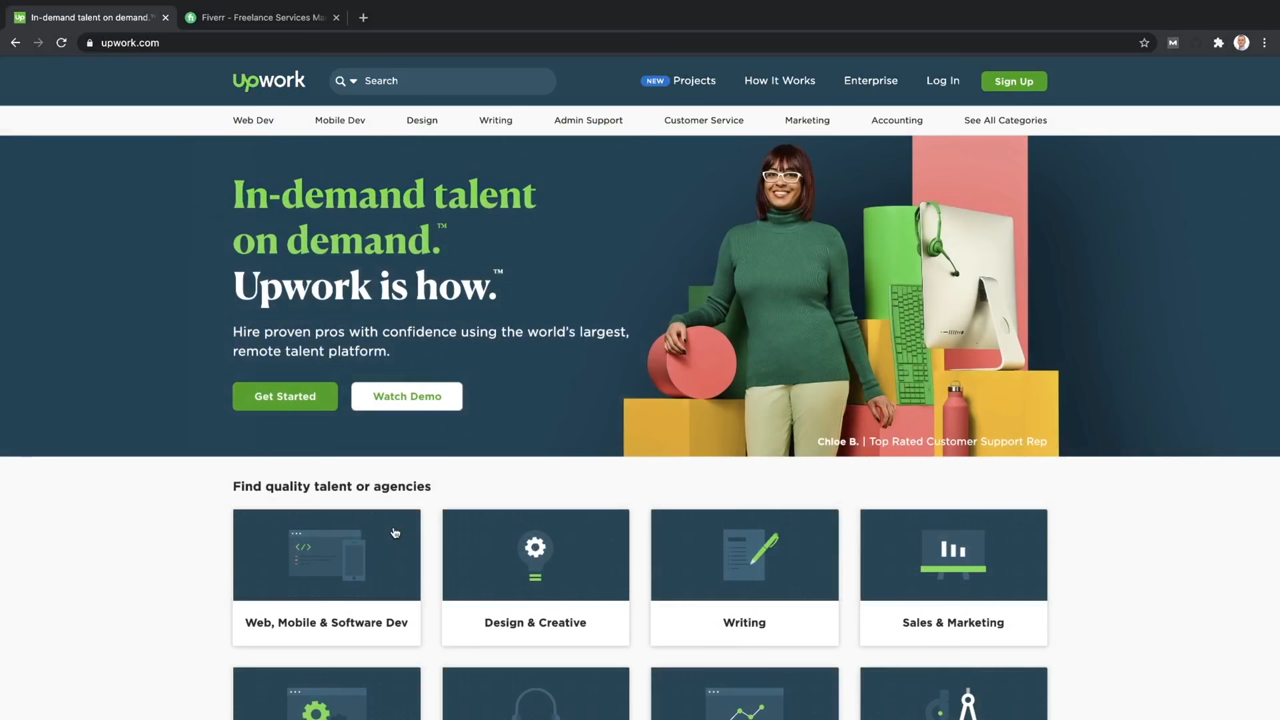 In-demand talent on demand.™
Fiverr - Freelance Services Ma
upwork.com
upwork
Search
NEW Projects
How It Works
Enterprise
Log In
Sign Up
Web Dev
Mobile Dev
Design
Writing
Admin Support
Customer Service
Marketing
Accounting
See All Categories
In-demand talent
on demand.™
Upwork is how.™
Hire proven pros with confidence using the world's largest,
remote talent platform.
Get Started
Watch Demo
Chloe B. | Top Rated Customer Support Rep
Find quality talent or agencies
Web, Mobile & Software Dev
Design & Creative
Writing
Sales & Marketing